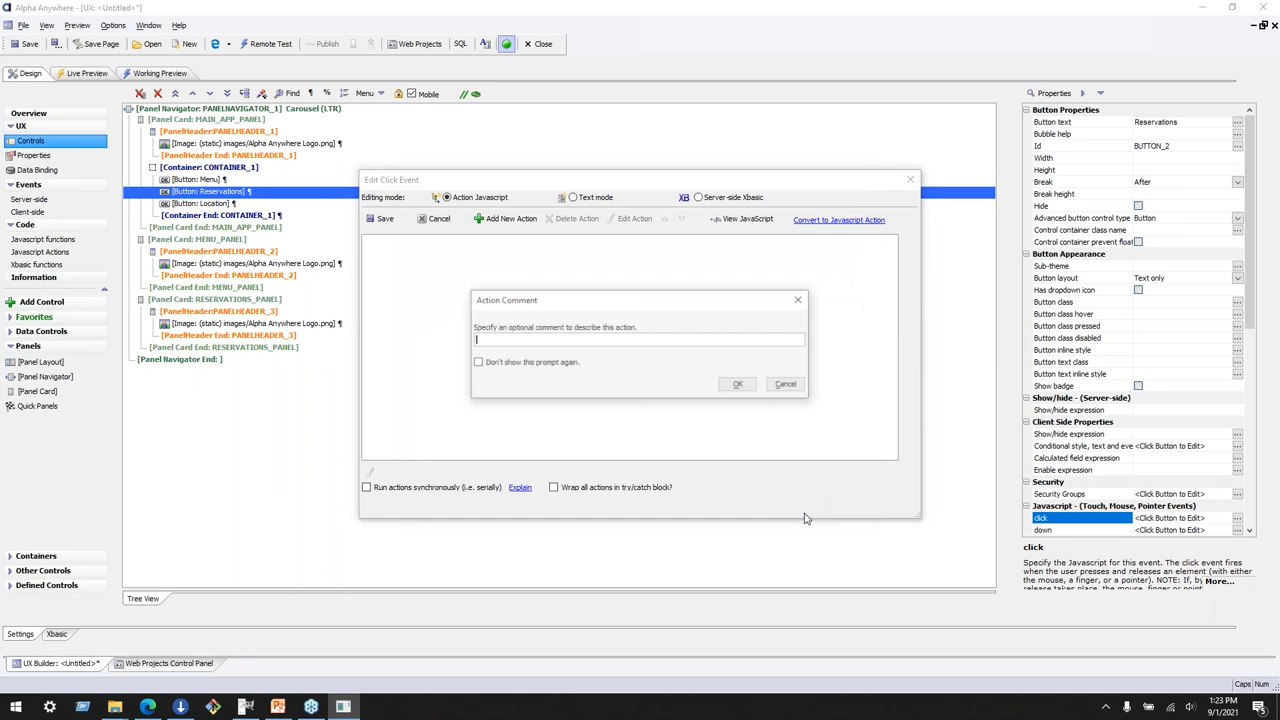 Alpha Anywhere - [UX: <Untitled>*]
File View Preview Options Window Help
Save Save Page Open New Remote Test Publish Web Projects SQL Close
Design Live Preview Working Preview
Overview
UX
Controls
Properties
Data Binding
Events
Server-side
Client-side
Code
Javascript functions
Javascript Actions
Xbasic functions
Information
Add Control
Favorites
Data Controls
Panels
[Panel Layout]
[Panel Navigator]
[Panel Card]
Quick Panels
Containers
Other Controls
Defined Controls
Find ¶ % Menu Mobile //
[Panel Navigator: PANELNAVIGATOR_1] Carousel (LTR)
[Panel Card: MAIN_APP_PANEL]
[PanelHeader:PANELHEADER_1]
[Image: (static) images/Alpha Anywhere Logo.png] ¶
[PanelHeader End: PANELHEADER_1]
[Container: CONTAINER_1]
[Button: Menu] ¶
[Button: Reservations] ¶
[Button: Location] ¶
[Container End: CONTAINER_1] ¶
[Panel Card End: MAIN_APP_PANEL]
[Panel Card: MENU_PANEL]
[PanelHeader:PANELHEADER_2]
[Image: (static) images/Alpha Anywhere Logo.png] ¶
[PanelHeader End: PANELHEADER_2]
[Panel Card End: MENU_PANEL]
[Panel Card: RESERVATIONS_PANEL]
[PanelHeader:PANELHEADER_3]
[Image: (static) images/Alpha Anywhere Logo.png] ¶
[PanelHeader End: PANELHEADER_3]
[Panel Card End: RESERVATIONS_PANEL]
[Panel Navigator End: ]
Tree View
Edit Click Event
Editing mode: Action Javascript Text mode XB Server-side Xbasic
Save Cancel Add New Action Delete Action Edit Action View JavaScript Convert to Javascript Action
Action Comment
Specify an optional comment to describe this action.
Don't show this prompt again.
OK Cancel
Run actions synchronously (i.e. serially) Explain Wrap all actions in try/catch block?
Properties
Button Properties
Button text Reservations
Bubble help
Id BUTTON_2
Width
Height
Break After
Break height
Hide
Advanced button control type Button
Control container class name
Control container prevent float
Button Appearance
Sub-theme
Button layout Text only
Has dropdown icon
Button class
Button class hover
Button class pressed
Button class disabled
Button inline style
Button text class
Button text inline style
Show badge
Show/hide - (Server-side)
Show/hide expression
Client Side Properties
Show/hide expression
Conditional style, text and eve <Click Button to Edit>
Calculated field expression
Enable expression
Security
Security Groups <Click Button to Edit>
Javascript - (Touch, Mouse, Pointer Events)
click <Click Button to Edit>
down <Click Button to Edit>
click
Specify the Javascript for this event. The click event fires
when the user presses and releases an element (with either
the mouse, a finger, or a pointer). NOTE: If, by More...
Settings Xbasic
UX Builder: <Untitled>* Web Projects Control Panel
Caps Num
1:23 PM
9/1/2021